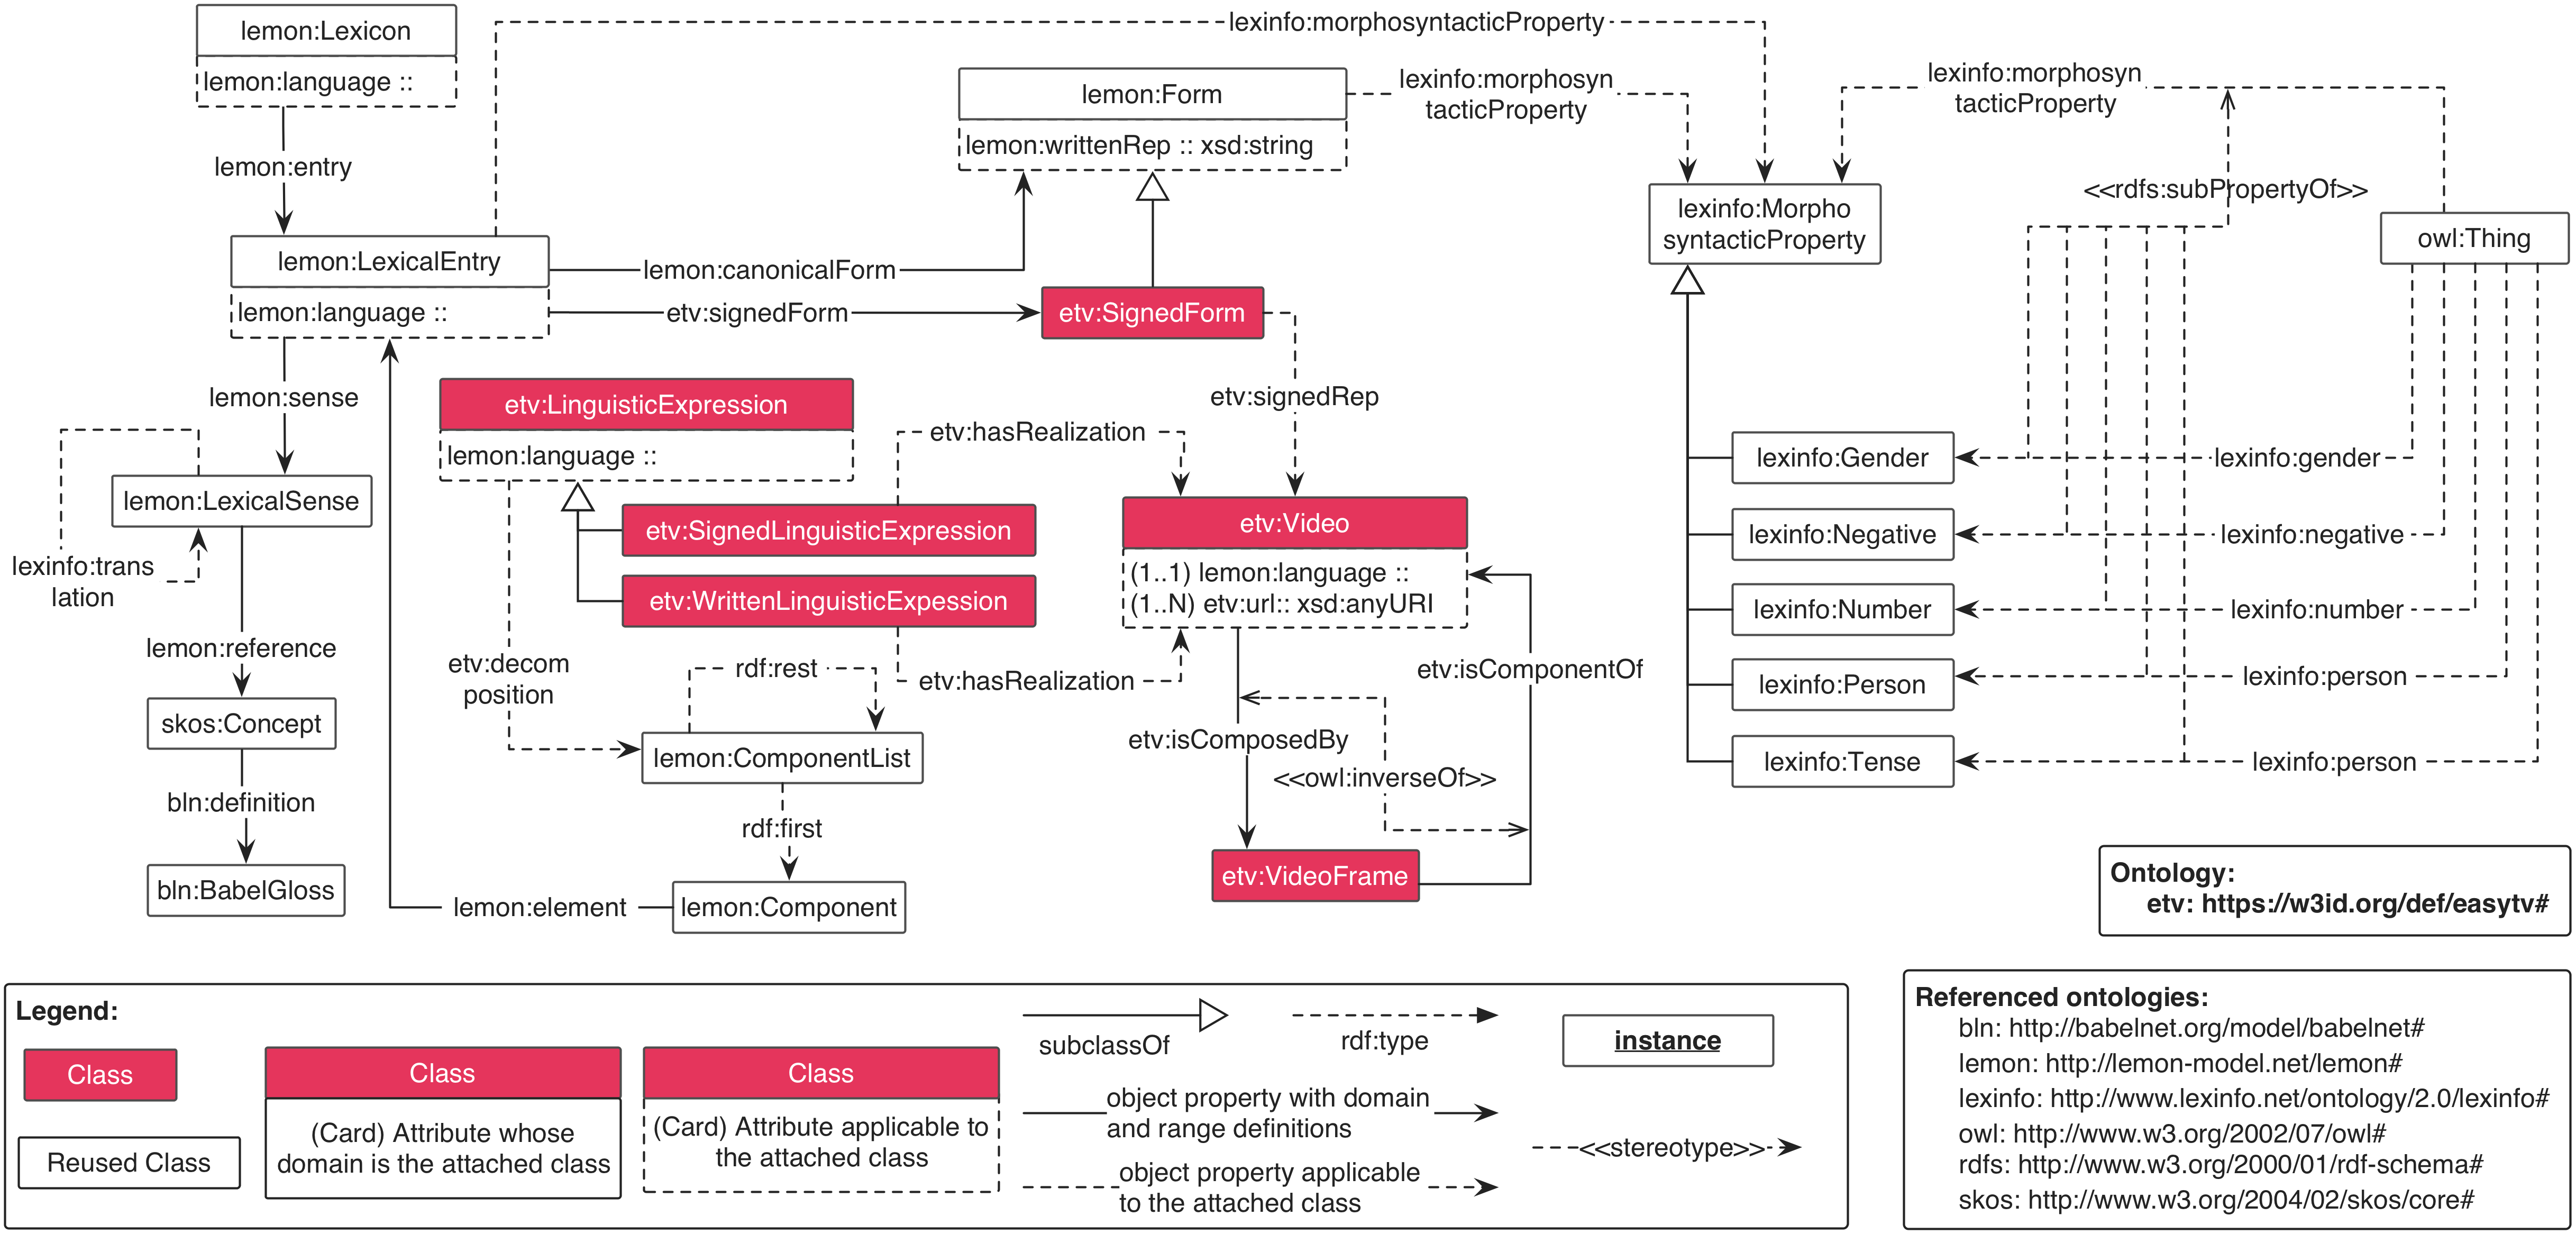 lemon:Lexicon
lemon:language ::
lemon:entry
lemon:LexicalEntry
lemon:language ::
lemon:sense
lemon:LexicalSense
lexinfo:trans
lation
lemon:reference
skos:Concept
bln:definition
bln:BabelGloss
lexinfo:morphosyntacticProperty
lemon:Form
lemon:writtenRep :: xsd:string
lexinfo:morphosyn
tacticProperty
lemon:canonicalForm
etv:signedForm
etv:SignedForm
etv:signedRep
etv:LinguisticExpression
lemon:language ::
etv:hasRealization
etv:SignedLinguisticExpression
etv:WrittenLinguisticExpession
etv:hasRealization
etv:decom
position
rdf:rest
lemon:ComponentList
rdf:first
lemon:Component
lemon:element
etv:Video
(1..1) lemon:language ::
(1..N) etv:url:: xsd:anyURI
etv:isComponentOf
etv:isComposedBy
<<owl:inverseOf>>
etv:VideoFrame
lexinfo:morphosyn
tacticProperty
<<rdfs:subPropertyOf>>
lexinfo:Morpho
syntacticProperty
owl:Thing
lexinfo:Gender
lexinfo:gender
lexinfo:Negative
lexinfo:negative
lexinfo:Number
lexinfo:number
lexinfo:Person
lexinfo:person
lexinfo:Tense
lexinfo:person
Ontology:
etv: https://w3id.org/def/easytv#
Legend:
Class
Reused Class
Class
(Card) Attribute whose
domain is the attached class
Class
(Card) Attribute applicable to
the attached class
subclassOf
rdf:type
object property with domain
and range definitions
object property applicable
to the attached class
instance
<<stereotype>>
Referenced ontologies:
bln: http://babelnet.org/model/babelnet#
lemon: http://lemon-model.net/lemon#
lexinfo: http://www.lexinfo.net/ontology/2.0/lexinfo#
owl: http://www.w3.org/2002/07/owl#
rdfs: http://www.w3.org/2000/01/rdf-schema#
skos: http://www.w3.org/2004/02/skos/core#